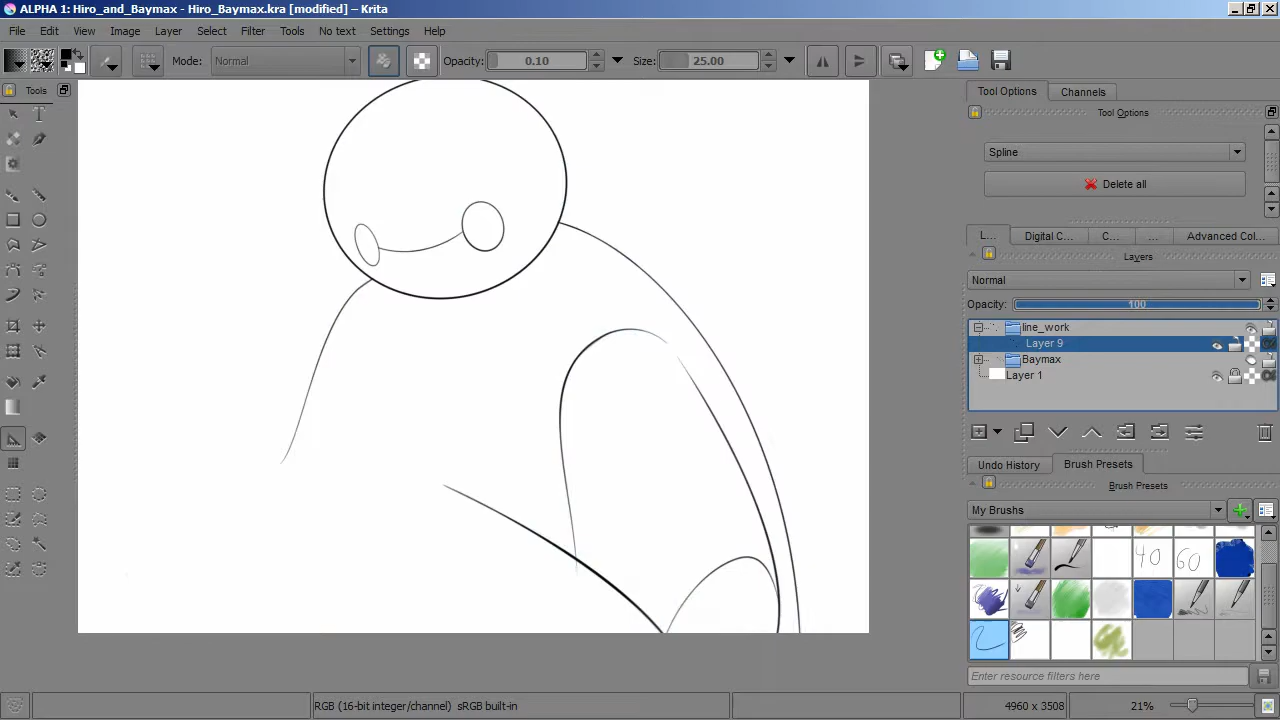 ALPHA 1: Hiro_and_Baymax - Hiro_Baymax.kra [modified] – Krita
File Edit View Image Layer Select Filter Tools No text Settings Help
Mode: Normal Opacity: 0.10 Size: 25.00
Tools
Tool Options Channels
Tool Options
Spline
Delete all
L... Digital C... C... ... Advanced Col...
Layers
Normal
Opacity: 100
line_work
Layer 9
Baymax
Layer 1
Undo History Brush Presets
Brush Presets
My Brushs
40 60
Enter resource filters here
RGB (16-bit integer/channel) sRGB built-in 4960 x 3508 21%